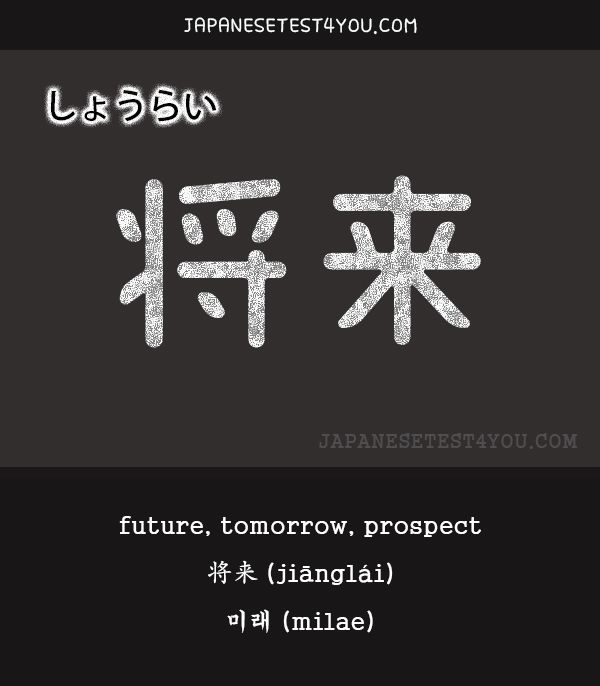 JAPANESETEST4YOU.COM
しょうらい
将来
JAPANESETEST4YOU.COM
future, tomorrow, prospect
将来 (jiānglái)
미래 (milae)